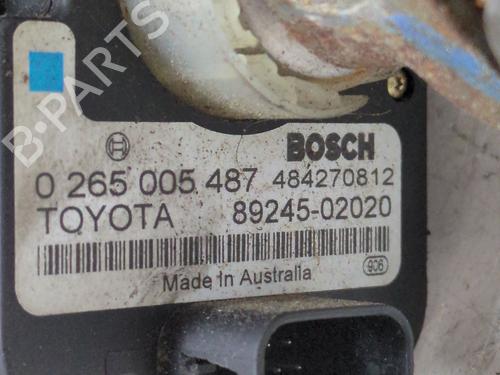 BOSCH
0 265 005 487 484270812
TOYOTA 89245-02020
Made in Australia
906
B-PARTS